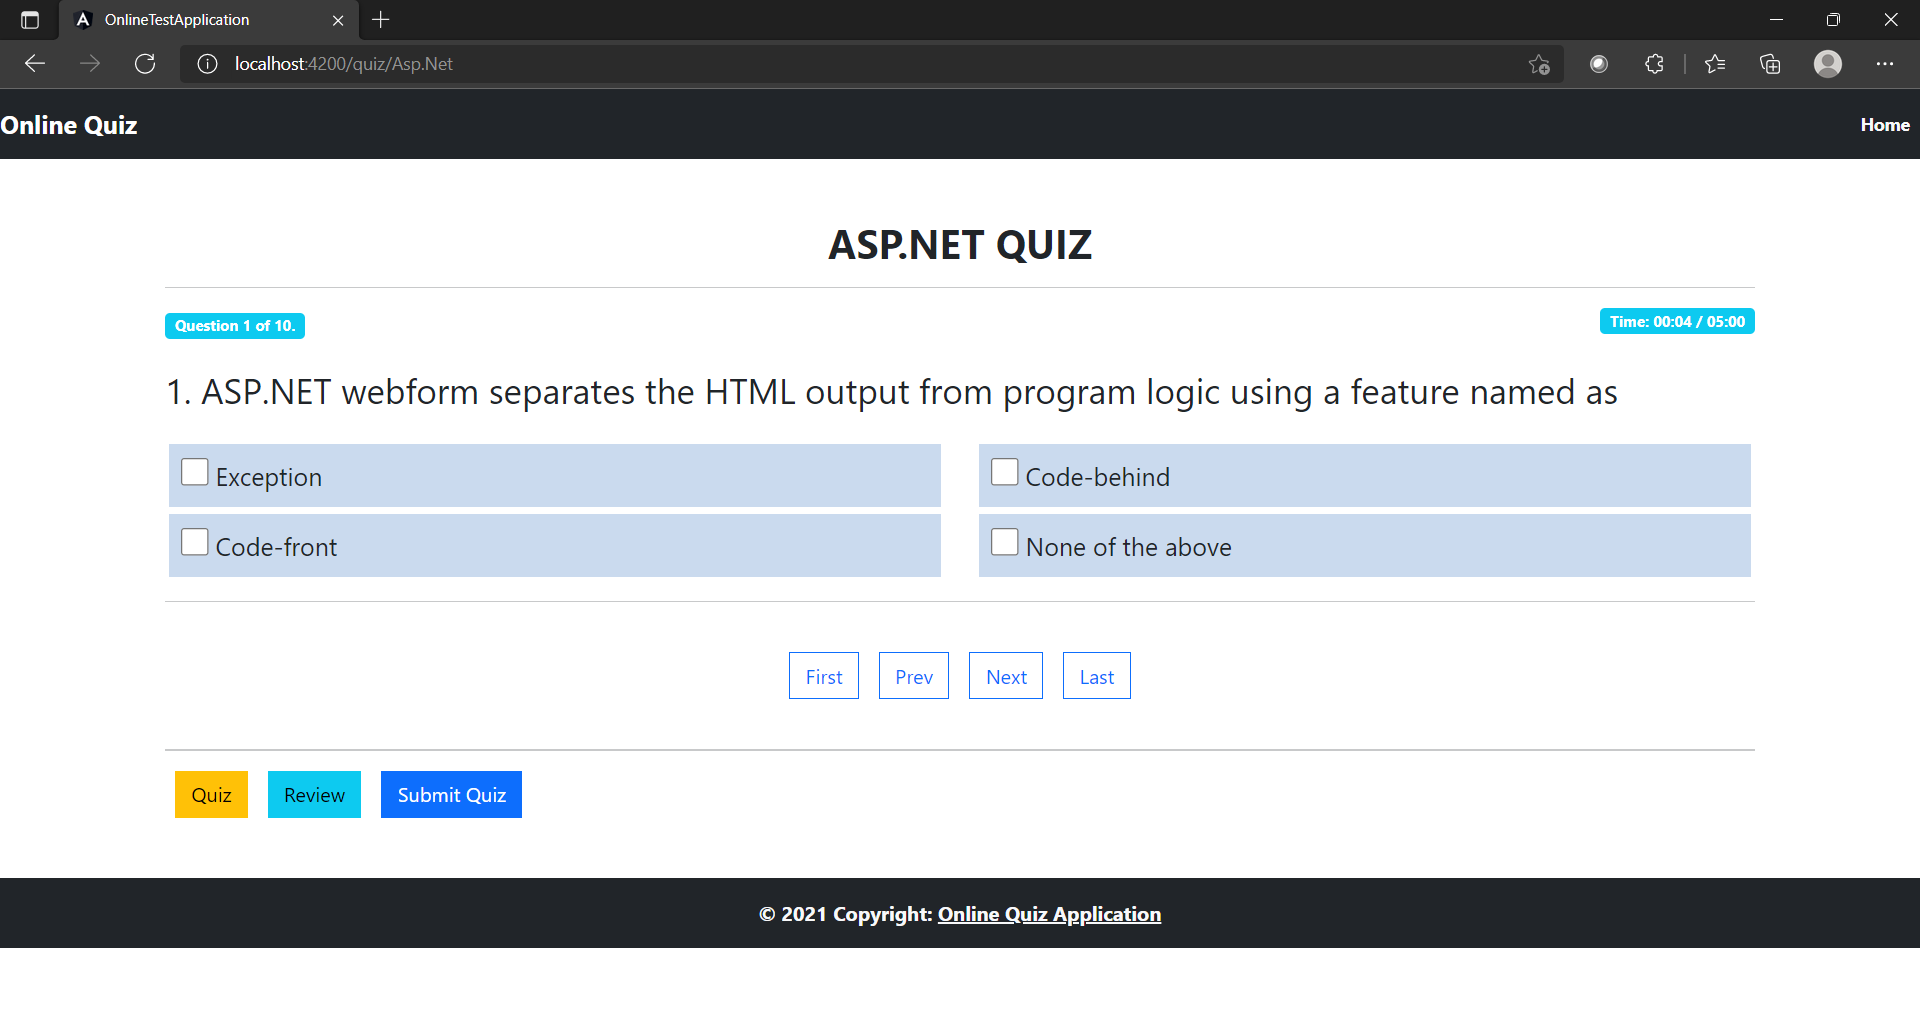 OnlineTestApplication
localhost:4200/quiz/Asp.Net
Online Quiz
Home
ASP.NET QUIZ
Question 1 of 10.
Time: 00:04 / 05:00
1. ASP.NET webform separates the HTML output from program logic using a feature named as
Exception
Code-behind
Code-front
None of the above
First Prev Next Last
Quiz Review Submit Quiz
© 2021 Copyright: Online Quiz Application